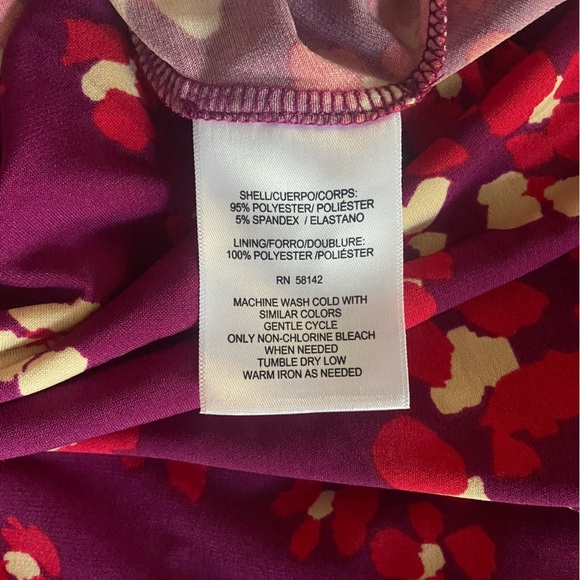 SHELL/CUERPO/CORPS:
95% POLYESTER/ POLIÉSTER
5% SPANDEX / ELASTANO
LINING/FORRO/DOUBLURE:
100% POLYESTER /POLIÉSTER
RN 58142
MACHINE WASH COLD WITH
SIMILAR COLORS
GENTLE CYCLE
ONLY NON-CHLORINE BLEACH
WHEN NEEDED
TUMBLE DRY LOW
WARM IRON AS NEEDED